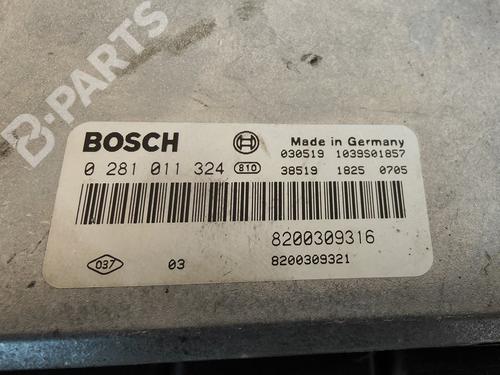 B-PARTS
BOSCH
Made in Germany
030519 1039S01857
0 281 011 324 810
38519 1825 0705
8200309316
037 03 8200309321